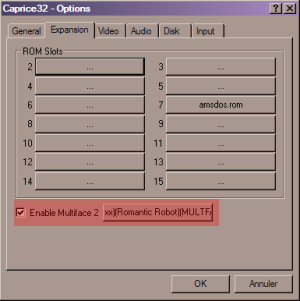 Caprice32 - Options
General Expansion Video Audio Disk Input
ROM Slots
2 ... 3 ...
4 ... 5 ...
6 ... 7 amsdos.rom
8 ... 9 ...
10 ... 11 ...
12 ... 13 ...
14 ... 15 ...
Enable Multiface 2 xx)(Romantic Robot)[MULTFA
OK Annuler